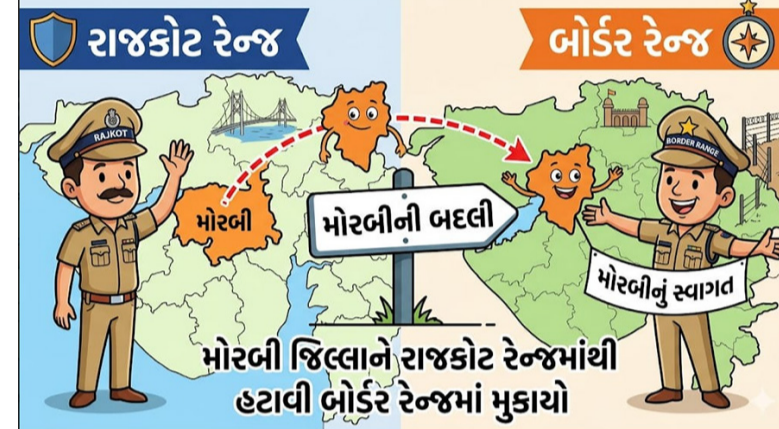 રાજકોટ રેન્જ
બોર્ડર રેન્જ
RAJKOT
BORDER RANGE
મોરબી
મોરબીની બદલી
મોરબીનું સ્વાગત
મોરબી જિલ્લાને રાજકોટ રેન્જમાંથી
હટાવી બોર્ડર રેન્જમાં મુકાયો